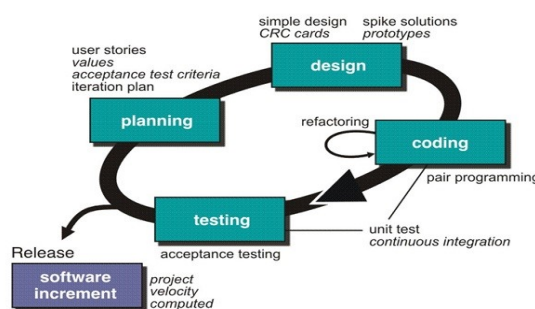 simple design
CRC cards
spike solutions
prototypes
user stories
values
acceptance test criteria
iteration plan
design
planning
refactoring
coding
pair programming
testing
unit test
continuous integration
acceptance testing
Release
software
increment
project
velocity
computed